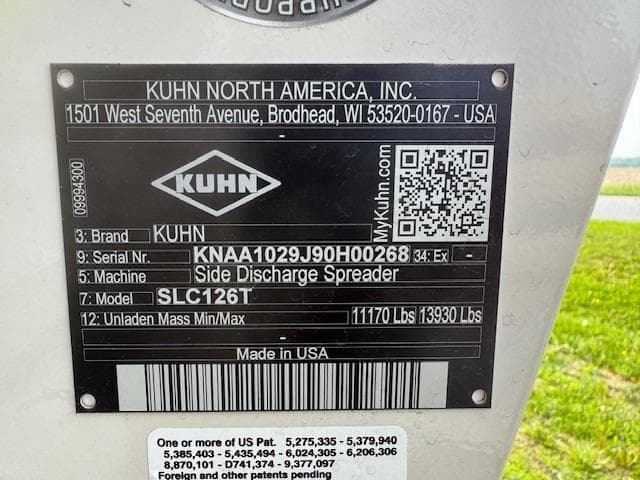 KUHN NORTH AMERICA, INC.
1501 West Seventh Avenue, Brodhead, WI 53520-0167 - USA
-
09994300
KUHN
MyKuhn.com
3: Brand KUHN
9: Serial Nr. KNAA1029J90H00268 34: Ex -
5: Machine Side Discharge Spreader
7: Model SLC126T
12: Unladen Mass Min/Max 11170 Lbs 13930 Lbs
-
Made in USA
One or more of US Pat. 5,275,335 - 5,379,940
5,385,403 - 5,435,494 - 6,024,305 - 6,206,306
8,870,101 - D741,374 - 9,377,097
Foreign and other patents pending